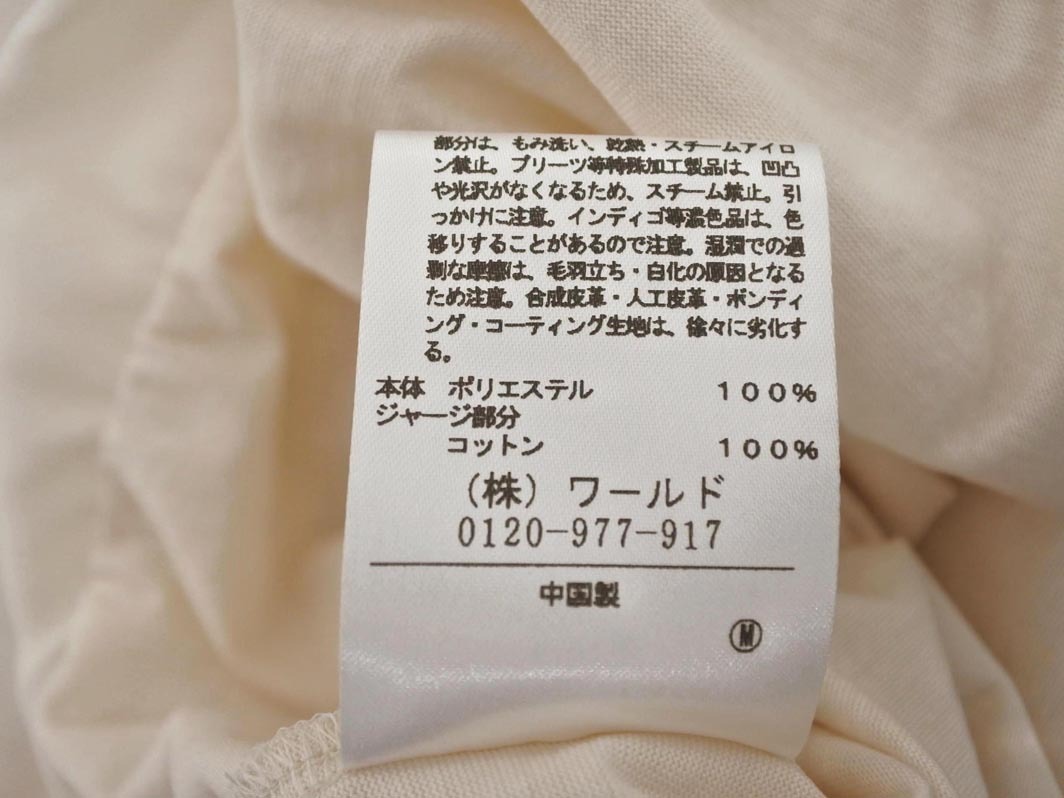 部分は、もみ洗い、乾熱・スチームアイロ
ン禁止。プリーツ等特殊加工製品は、凹凸
や光沢がなくなるため、スチーム禁止。引
っかけに注意。インディゴ等濃色品は、色
移りすることがあるので注意。湿潤での過
剰な摩擦は、毛羽立ち・白化の原因となる
ため注意。合成皮革・人工皮革・ボンディ
ング・コーティング生地は、徐々に劣化す
る。
本体 ポリエステル 100%
ジャージ部分
コットン 100%
(株) ワールド
0120-977-917
中国製
Ⓜ